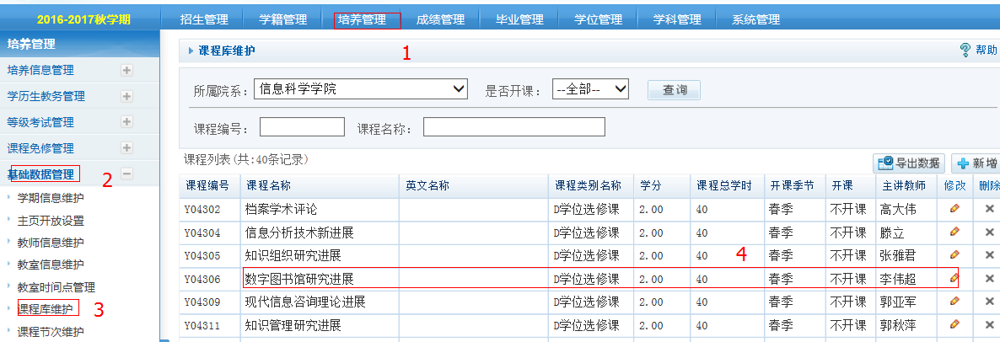 2016-2017秋学期 招生管理 学籍管理 培养管理 成绩管理 毕业管理 学位管理 学科管理 系统管理
培养管理
培养信息管理
学历生教务管理
等级考试管理
课程免修管理
基础数据管理 2
学期信息维护
主页开放设置
教师信息维护
教室信息维护
教室时间点管理
课程库维护 3
课程节次维护
1
课程库维护 帮助
所属院系： 信息科学学院 是否开课： --全部-- 查询
课程编号： 课程名称：
课程列表(共:40条记录) 导出数据 新增
课程编号 课程名称 英文名称 课程类别名称 学分 课程总学时 开课季节 开课 主讲教师 修改 删除
Y04302 档案学术评论 D学位选修课 2.00 40 春季 不开课 高大伟
Y04304 信息分析技术新进展 D学位选修课 2.00 40 春季 不开课 滕立
Y04305 知识组织研究进展 D学位选修课 2.00 40 4 春季 不开课 张雅君
Y04306 数字图书馆研究进展 D学位选修课 2.00 40 春季 不开课 李伟超
Y04309 现代信息咨询理论进展 D学位选修课 2.00 40 春季 不开课 郭亚军
Y04311 知识管理研究进展 D学位选修课 2.00 40 春季 不开课 郭秋萍